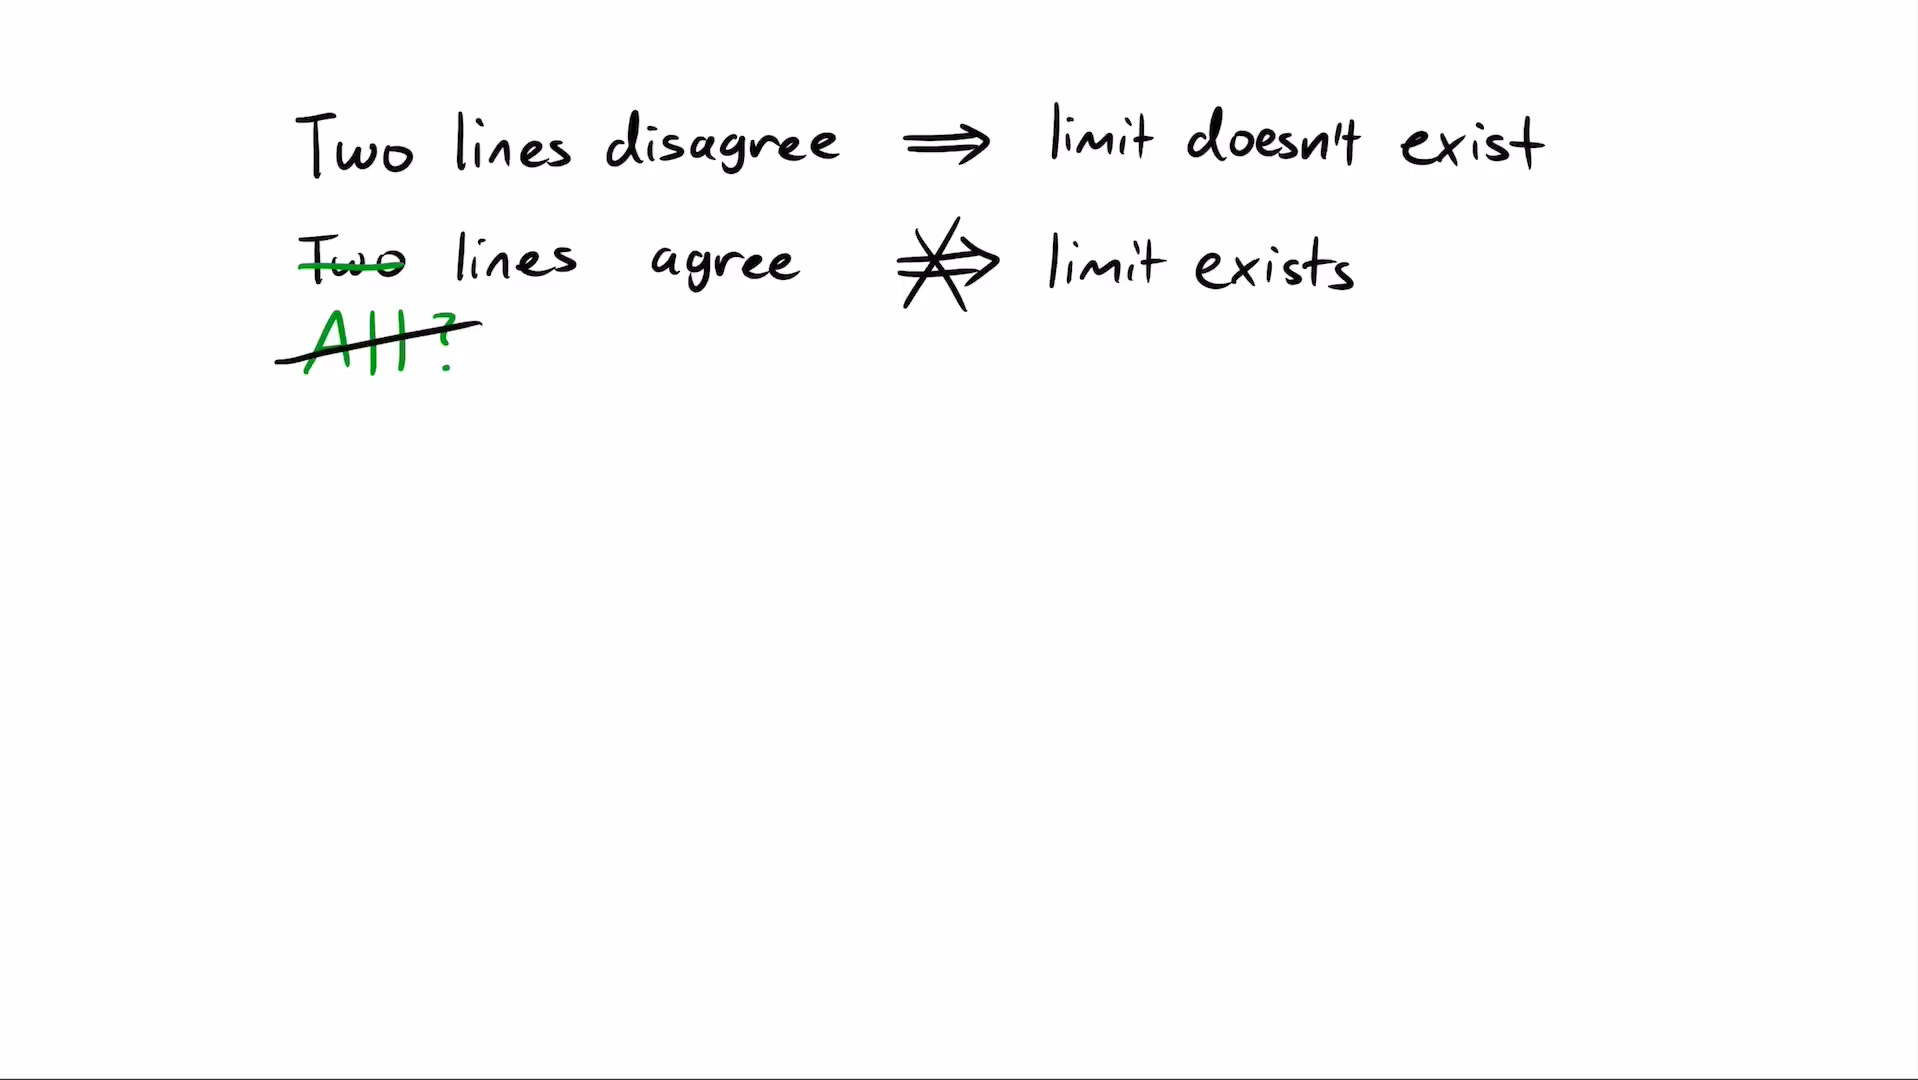 Two lines disagree ⟹ limit doesn't exist
Two lines agree ⇏ limit exists
All?